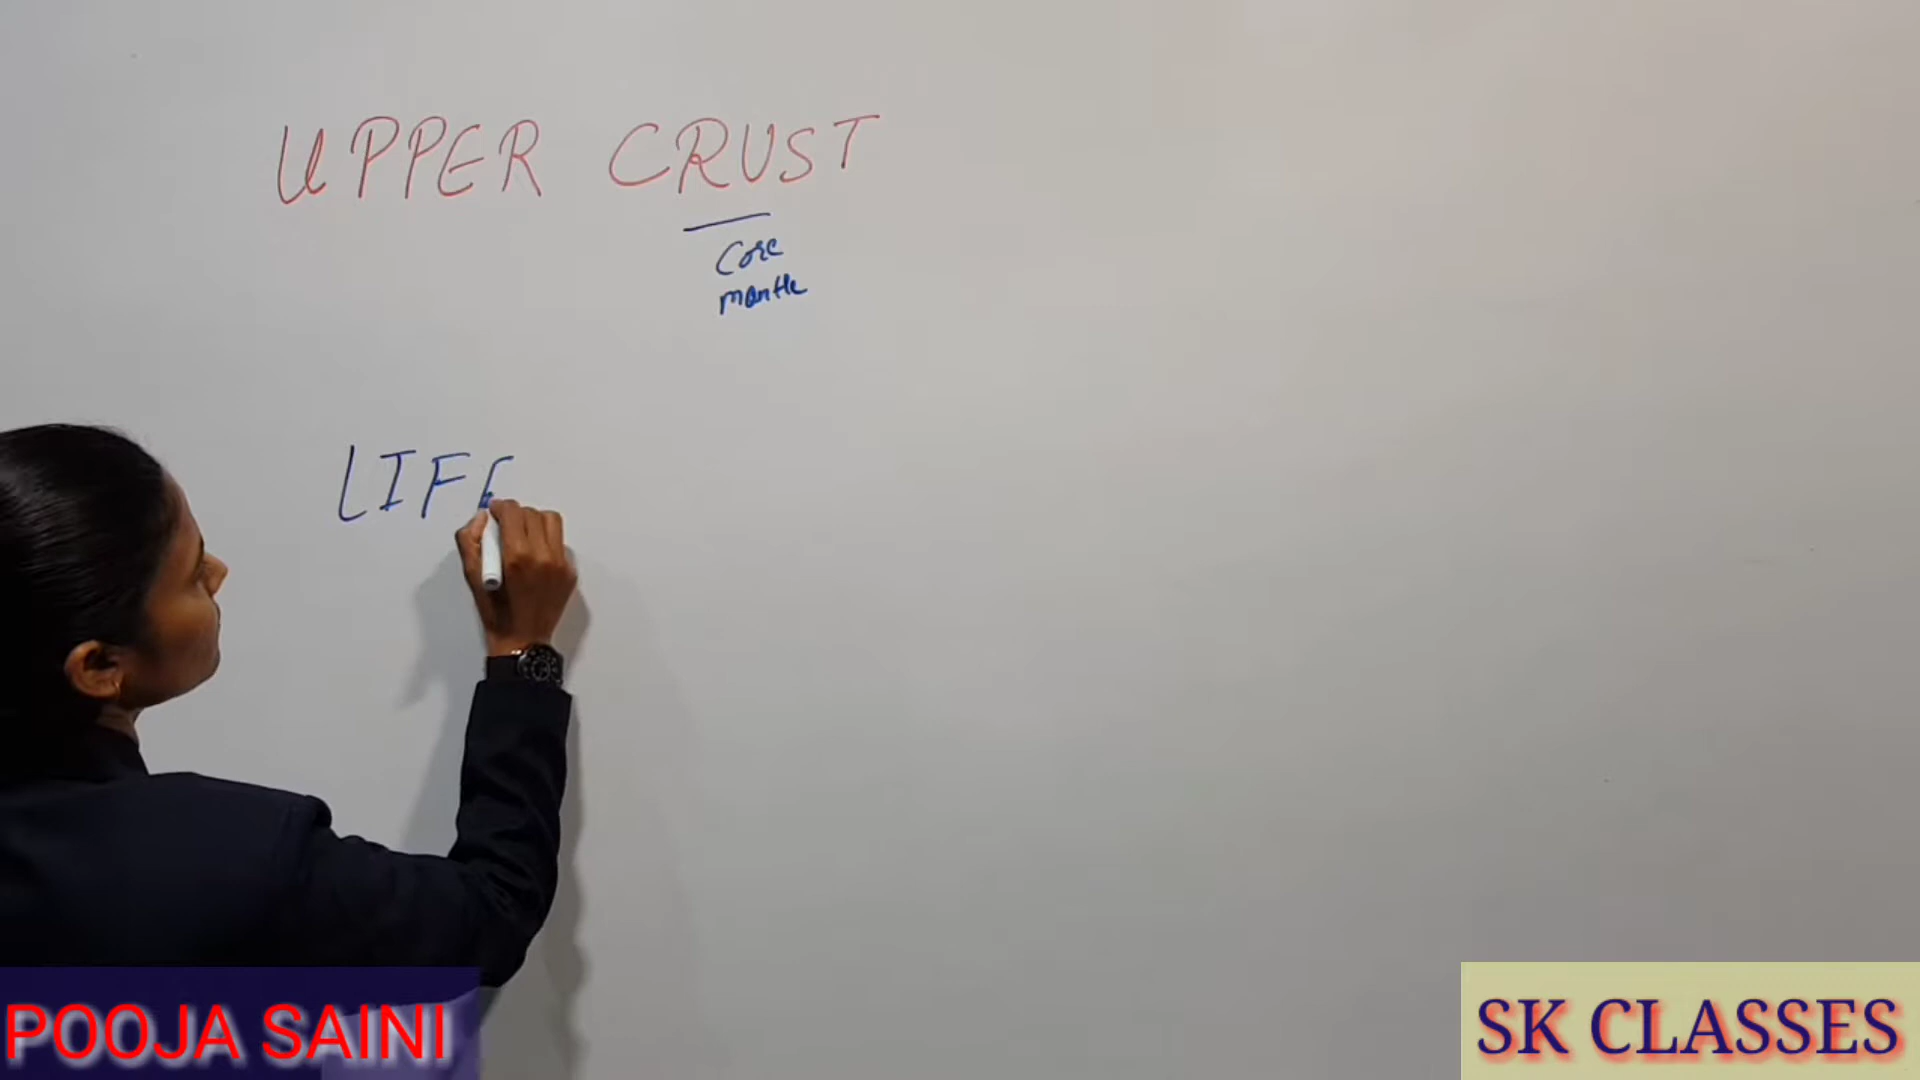 UPPER CRUST
Core
mantle
LIFE
POOJA SAINI
SK CLASSES